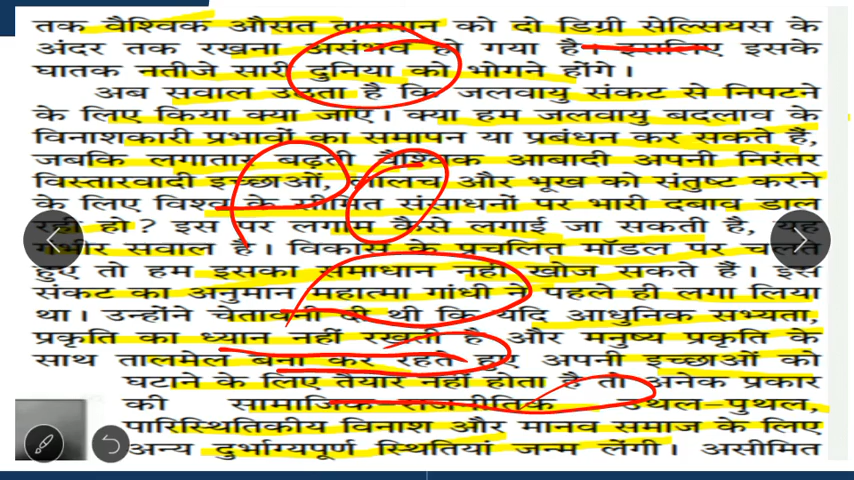 तक वैश्विक औसत तापमान को दो डिग्री सेल्सियस के
अंदर तक रखना असंभव हो गया है। इसलिए इसके
घातक नतीजे सारी दुनिया को भोगने होंगे।
अब सवाल उठता है कि जलवायु संकट से निपटने
के लिए किया क्या जाए। क्या हम जलवायु बदलाव के
विनाशकारी प्रभावों का समापन या प्रबंधन कर सकते हैं,
जबकि लगातार बढ़ती वैश्विक आबादी अपनी निरंतर
विस्तारवादी इच्छाओं, लालच और भूख को संतुष्ट करने
के लिए विश्व के सीमित संसाधनों पर भारी दबाव डाल
रही हो? इस पर लगाम कैसे लगाई जा सकती है, यह
गंभीर सवाल है। विकास के प्रचलित मॉडल पर चलते
हुए तो हम इसका समाधान नहीं खोज सकते हैं। इस
संकट का अनुमान महात्मा गांधी ने पहले ही लगा लिया
था। उन्होंने चेतावनी दी थी कि यदि आधुनिक सभ्यता,
प्रकृति का ध्यान नहीं रखती है और मनुष्य प्रकृति के
साथ तालमेल बना कर रहते हुए अपनी इच्छाओं को
घटाने के लिए तैयार नहीं होता है तो अनेक प्रकार
की सामाजिक-राजनीतिक उथल-पुथल,
पारिस्थितिकीय विनाश और मानव समाज के लिए
अन्य दुर्भाग्यपूर्ण स्थितियां जन्म लेंगी। असीमित